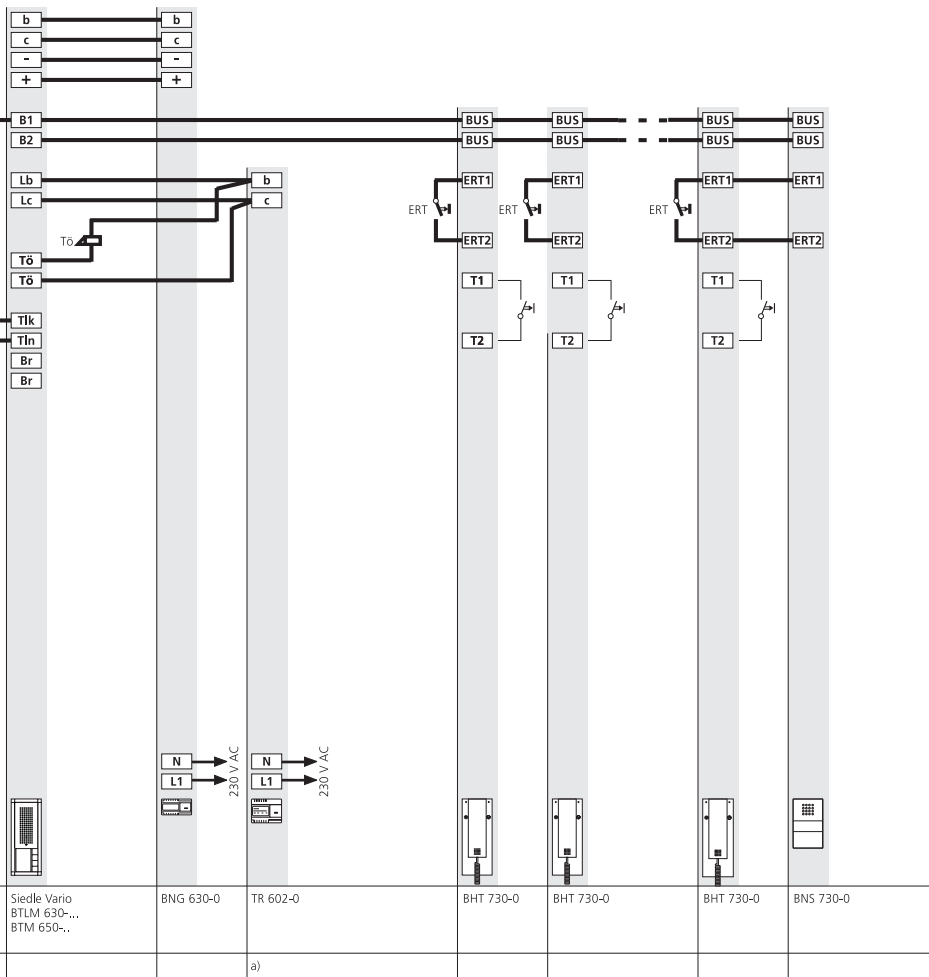 b b
c c
- -
+ +
B1 BUS BUS BUS BUS
B2 BUS BUS BUS BUS
Lb b ERT1 ERT1 ERT1 ERT1
Lc c
ERT ERT ERT
Tö ERT2 ERT2 ERT2 ERT2
Tö
Tö T1 T1 T1
Tlk
Tln T2 T2 T2
Br
Br
N N
L1 L1
230 V AC 230 V AC
Siedle Vario BNG 630-0 TR 602-0 BHT 730-0 BHT 730-0 BHT 730-0 BNS 730-0
BTLM 630-...
BTM 650-..
a)